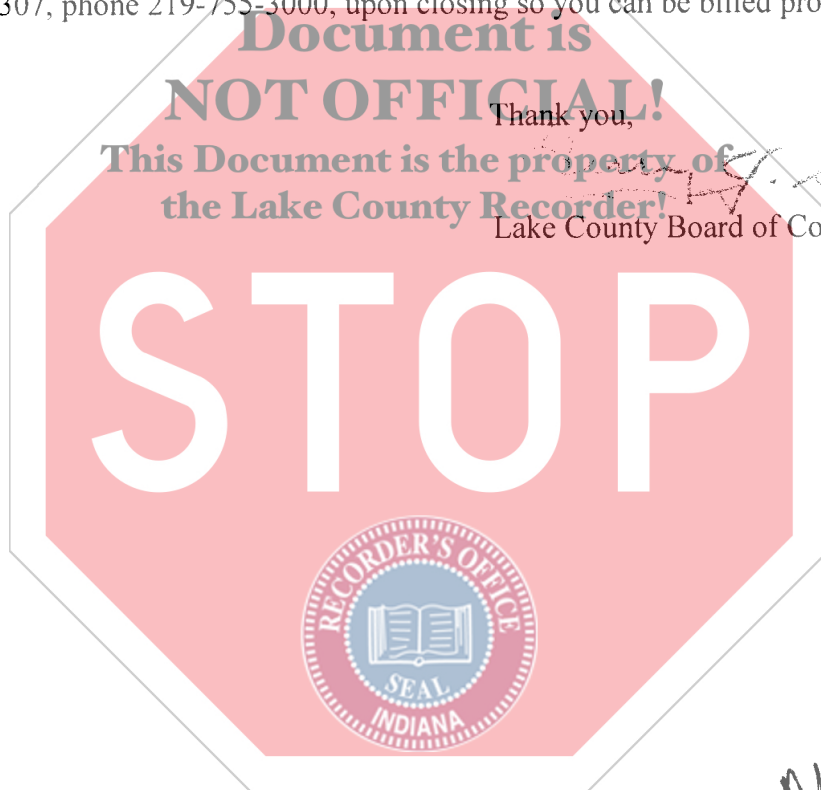 307, phone 219-755-3000, upon closing so you can be billed pro
Document is
NOT OFFICIAL!
Thank you,
This Document is the property of
the Lake County Recorder!
Lake County Board of Co
STOP
RECORDER'S OFFICE
SEAL
INDIANA